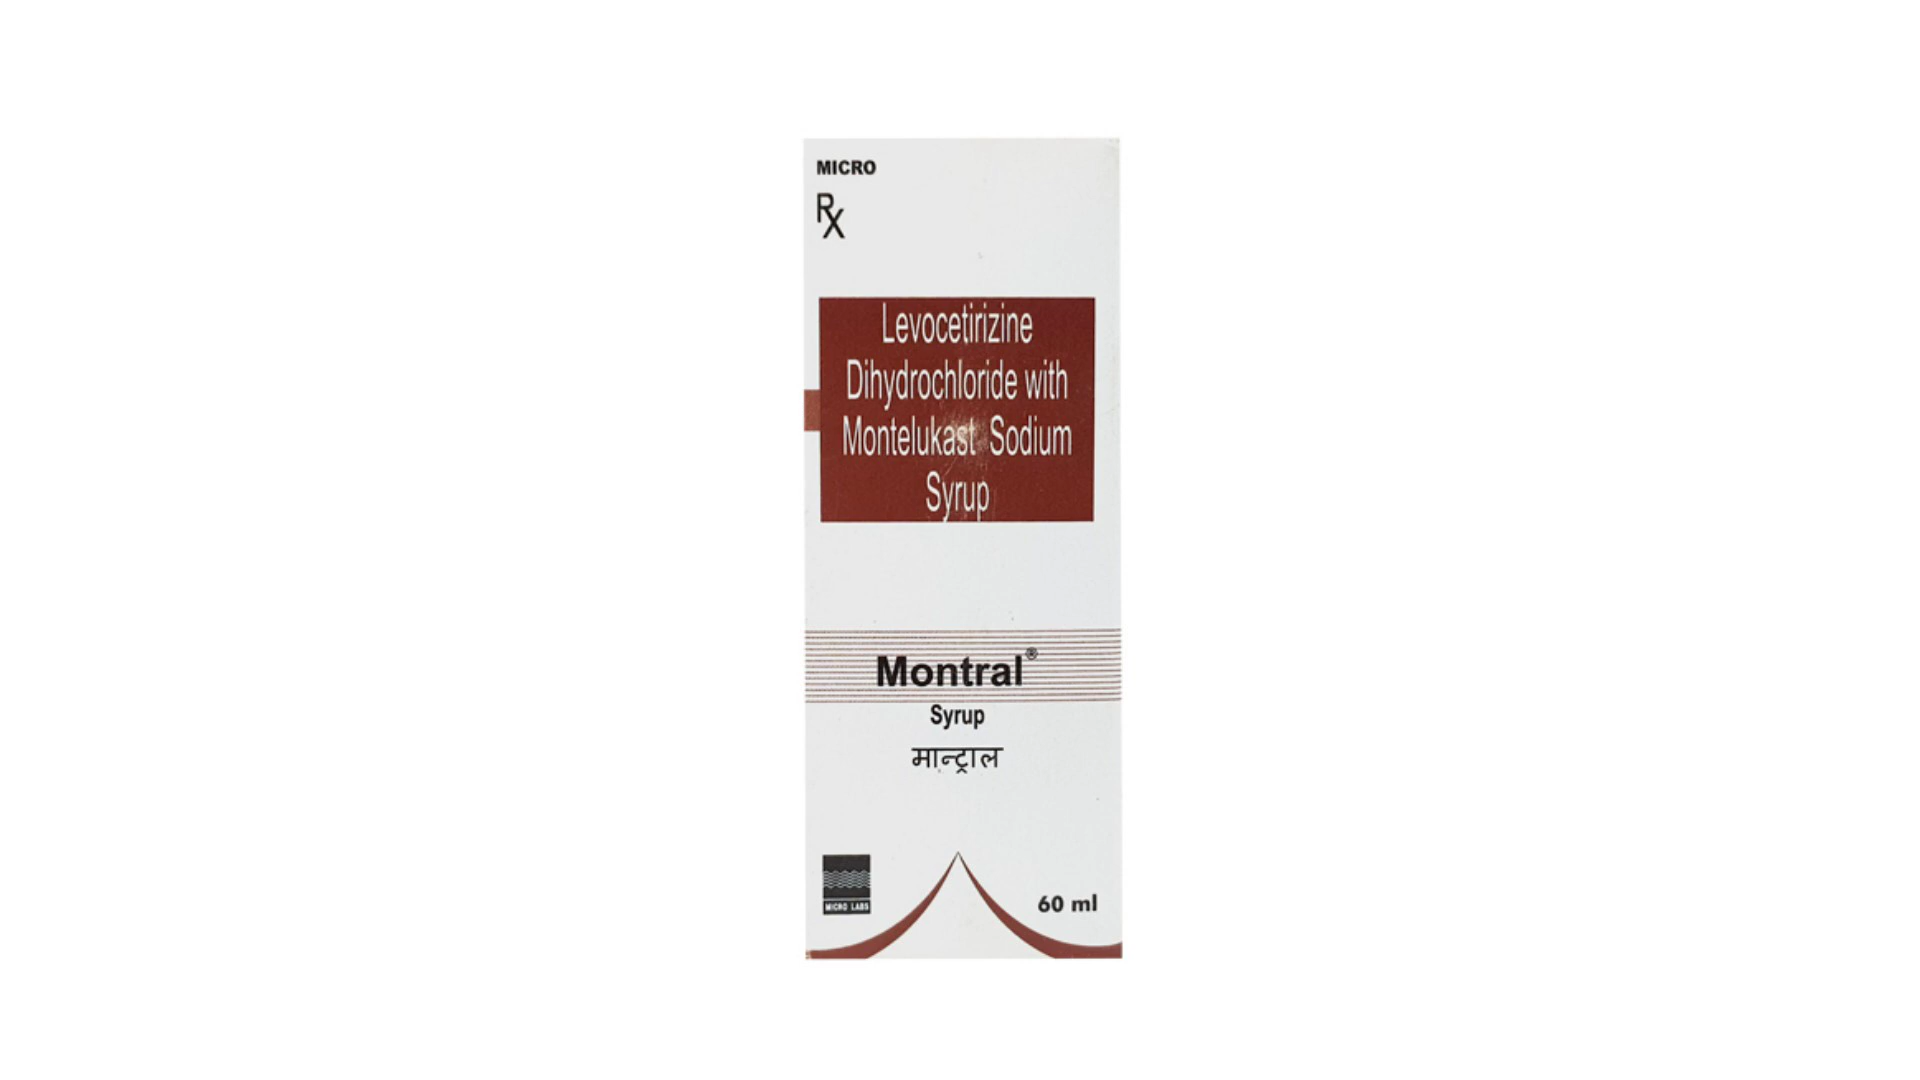 MICRO
Rx
Levocetirizine
Dihydrochloride with
Montelukast Sodium
Syrup
Montral®
Syrup
मान्ट्राल
MICRO LABS
60 ml